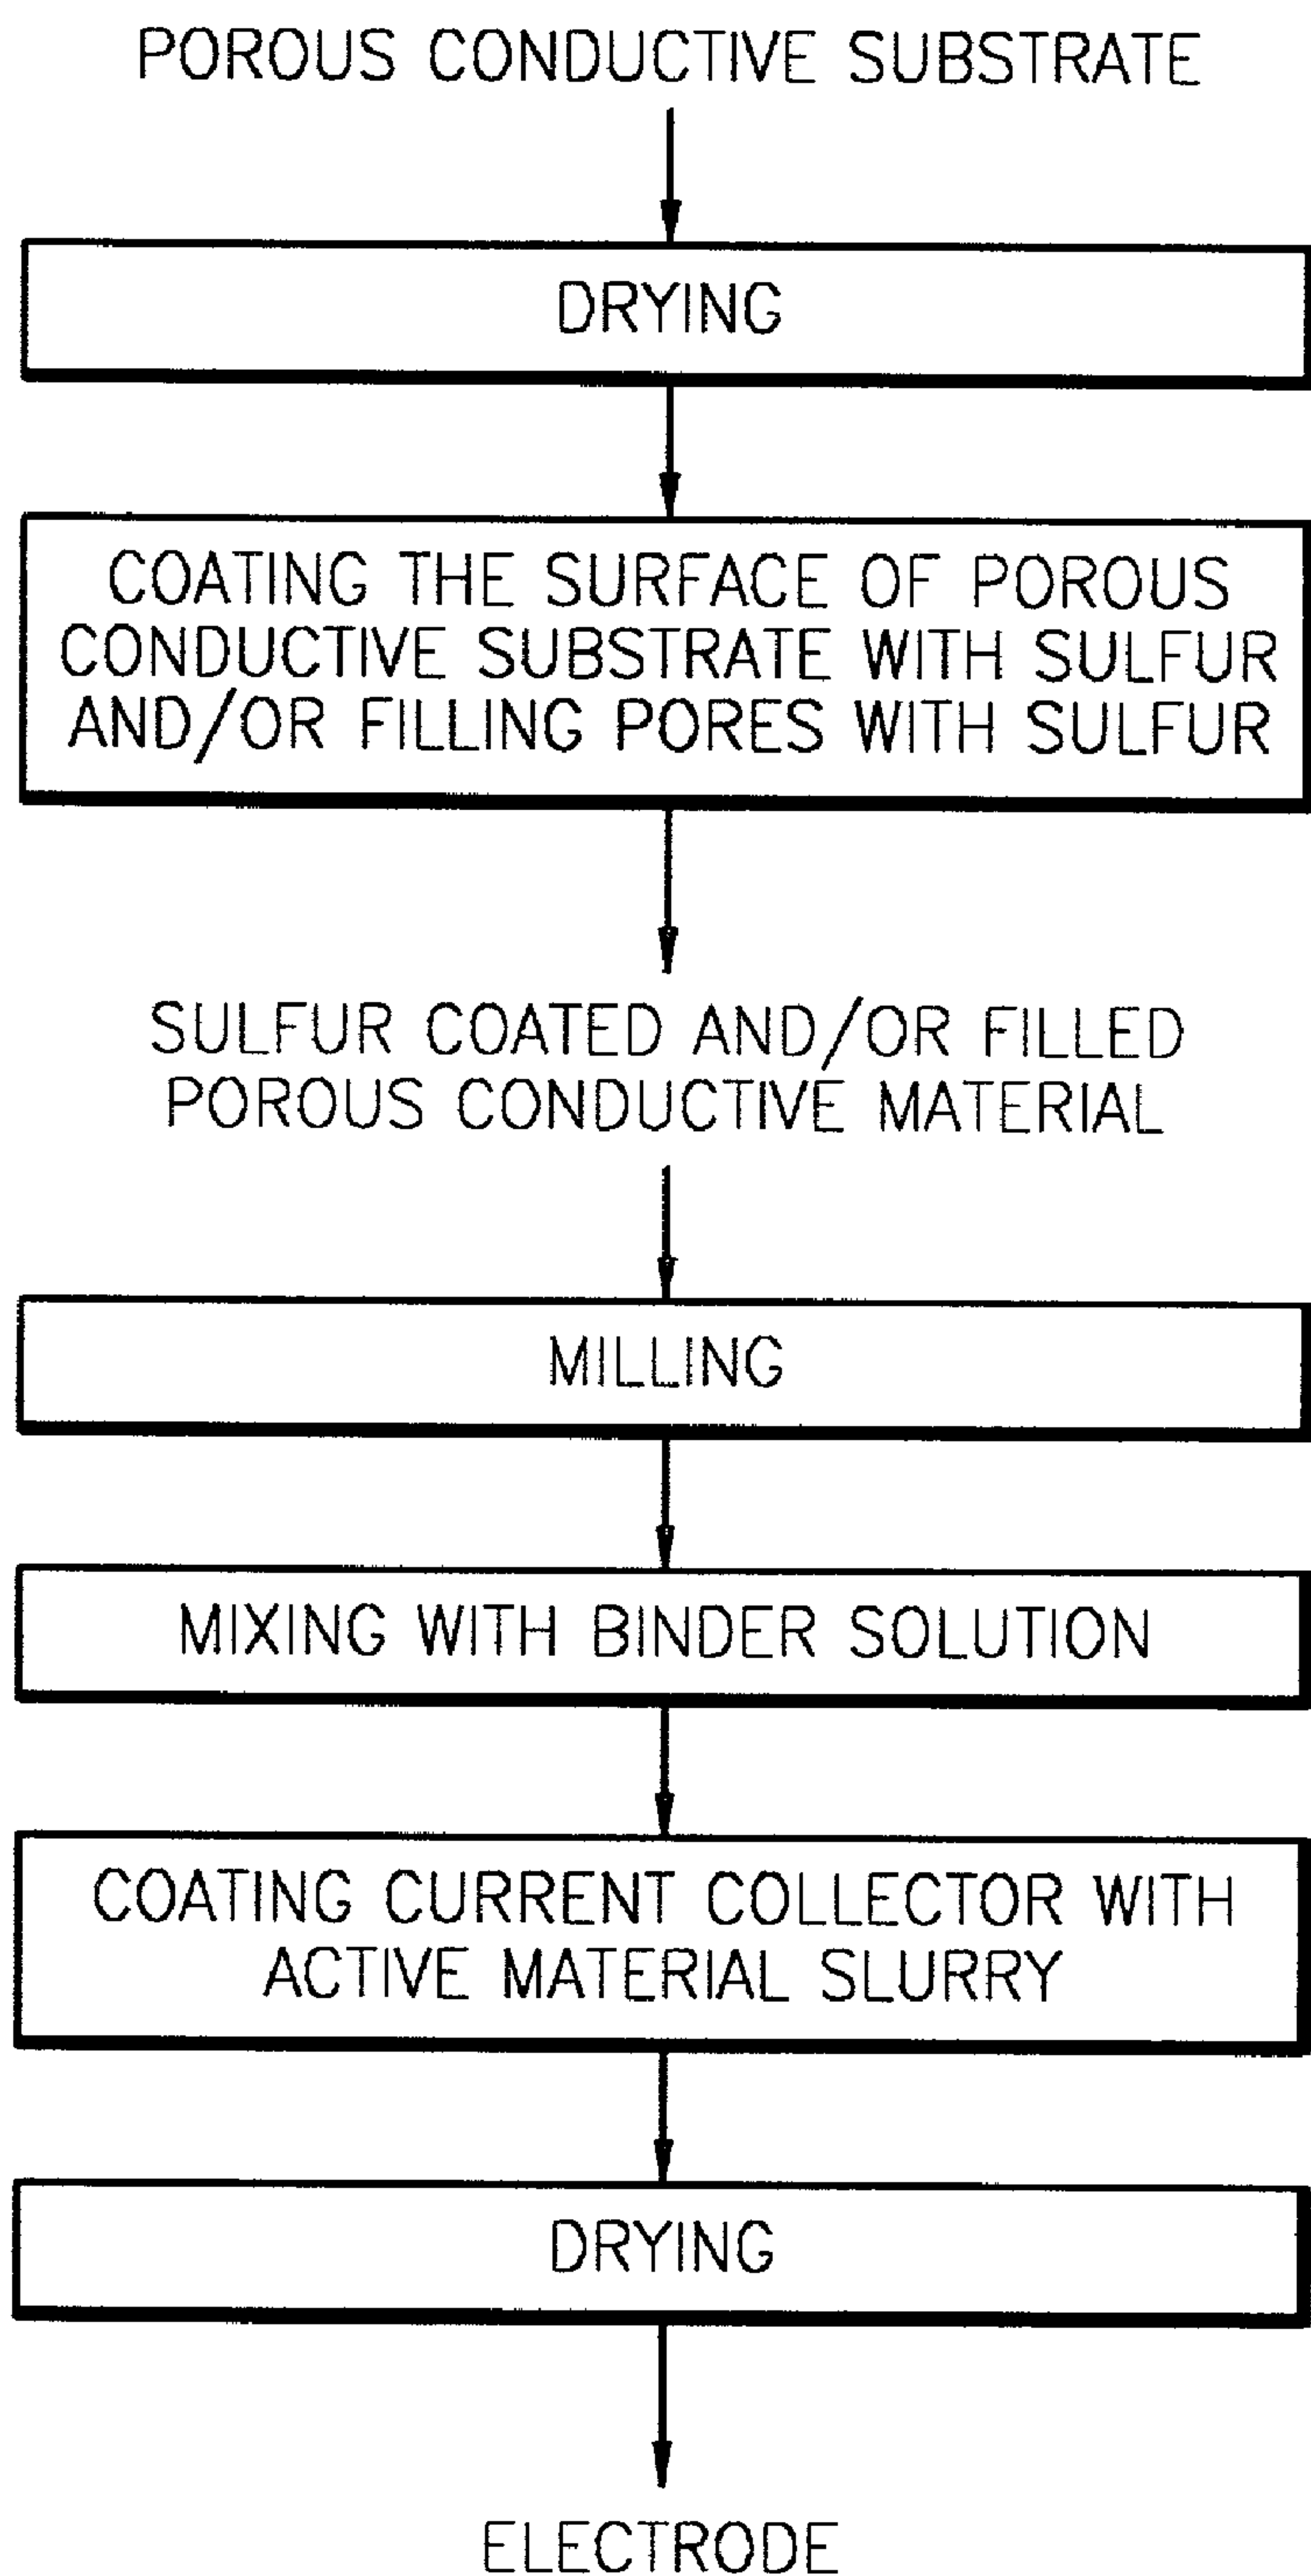 POROUS CONDUCTIVE SUBSTRATE
DRYING
COATING THE SURFACE OF POROUS
CONDUCTIVE SUBSTRATE WITH SULFUR
AND/OR FILLING PORES WITH SULFUR
SULFUR COATED AND/OR FILLED
POROUS CONDUCTIVE MATERIAL
MILLING
MIXING WITH BINDER SOLUTION
COATING CURRENT COLLECTOR WITH
ACTIVE MATERIAL SLURRY
DRYING
ELECTRODE